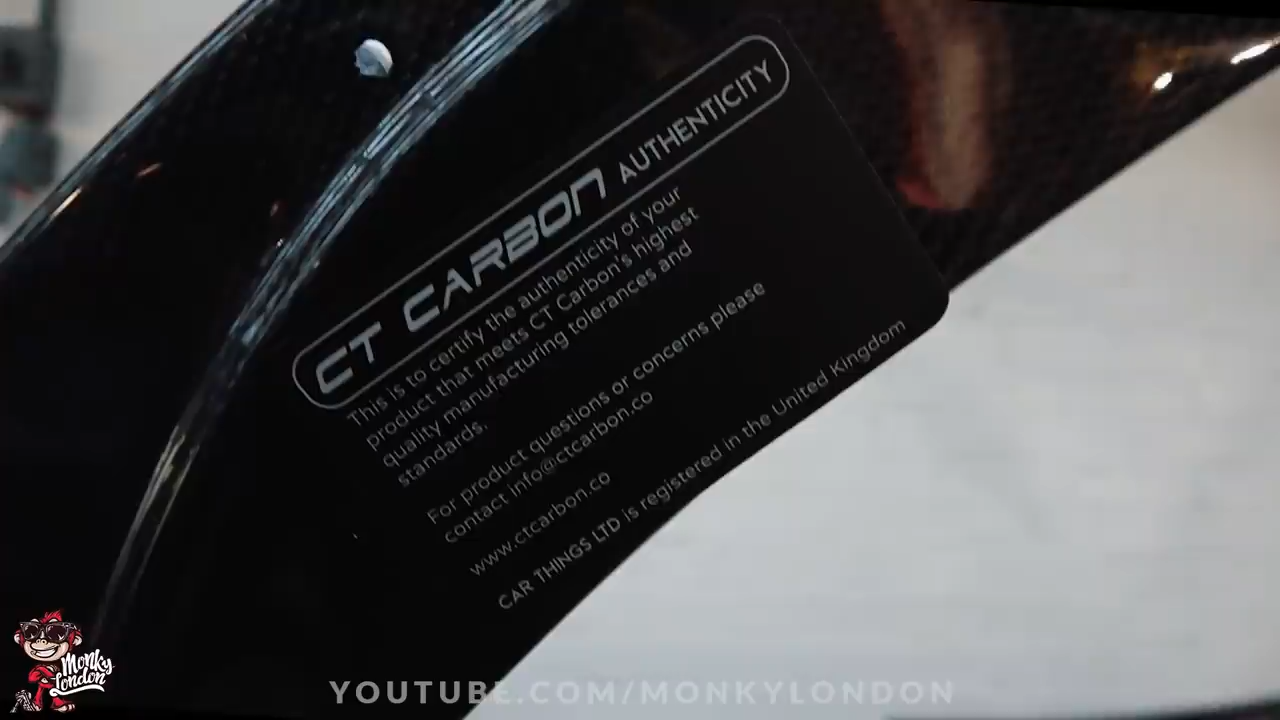 CT CARBON AUTHENTICITY
This is to certify the authenticity of your
product that meets CT Carbon's highest
quality manufacturing tolerances and
standards.
For product questions or concerns please
contact info@ctcarbon.co
www.ctcarbon.co
CAR THINGS LTD is registered in the United Kingdom
Monky
London
YOUTUBE.COM/MONKYLONDON